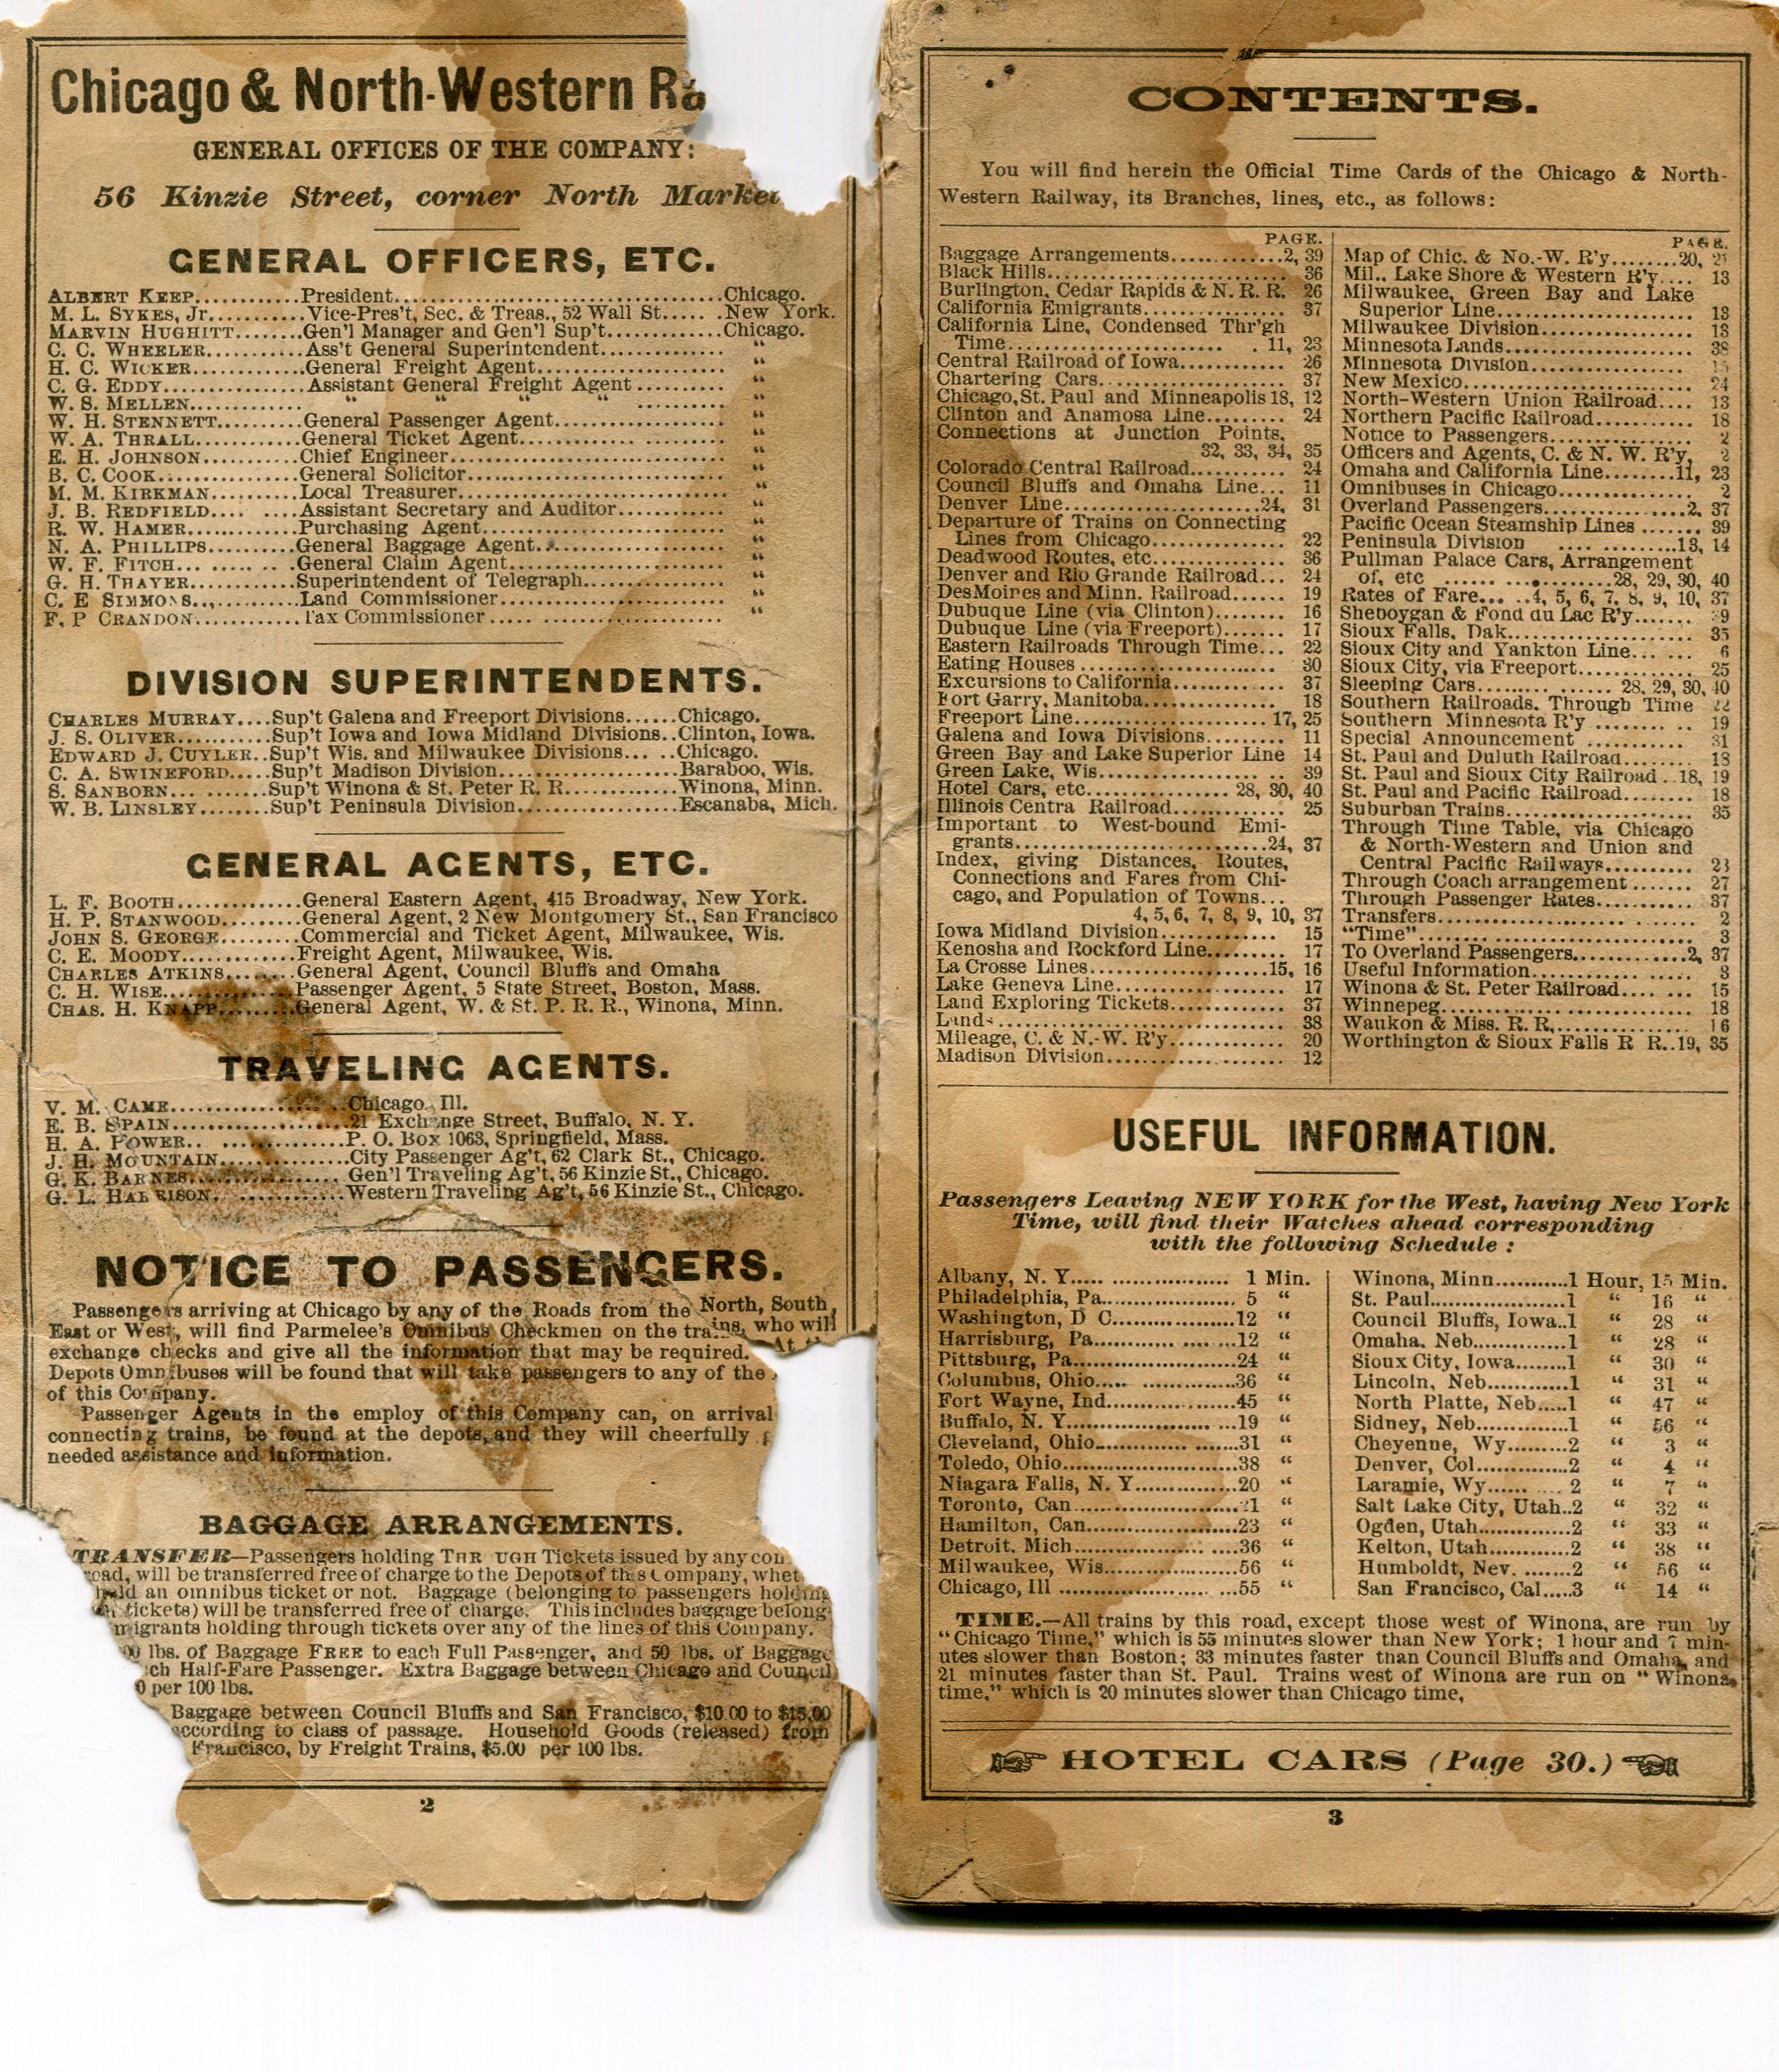 Chicago & North-Western
GENERAL OFFICES OF THE COMPANY:
56 Kinzie Street, corner North Market
GENERAL OFFICERS, ETC.
ALBERT KEEP..........President..............................Chicago.
M. L. SYKES, Jr..........Vice-Pres't, Sec. & Treas., 52 Wall St.......New York.
MARVIN HUGHITT........Gen'l Manager and Gen'l Sup't...........Chicago.
C. C. WHEELER..........Ass't General Superintendent............ “
H. C. WICKER..........General Freight Agent.................. “
C. G. EDDY..........Assistant General Freight Agent.......... “
W. S. MELLEN.......... “ “ “ “ .......... “
W. H. STENNETT........General Passenger Agent................ “
W. A. THRALL..........General Ticket Agent.................. “
E. H. JOHNSON..........Chief Engineer........................ “
B. C. COOK..........General Solicitor...................... “
M. M. KIRKMAN..........Local Treasurer...................... “
J. B. REDFIELD..........Assistant Secretary and Auditor.......... “
R. W. HAMER..........Purchasing Agent...................... “
N. A. PHILLIPS..........General Baggage Agent................ “
W. F. FITCH..........General Claim Agent.................... “
G. H. THAYER..........Superintendent of Telegraph............ “
C. E SIMMONS..........Land Commissioner.................... “
F. P CRANDON..........Tax Commissioner...................... “
DIVISION SUPERINTENDENTS.
CHARLES MURRAY....Sup't Galena and Freeport Divisions......Chicago.
J. S. OLIVER..........Sup't Iowa and Iowa Midland Divisions..Clinton, Iowa.
EDWARD J. CUYLER..Sup't Wis. and Milwaukee Divisions......Chicago.
C. A. SWINEFORD.....Sup't Madison Division..................Baraboo, Wis.
S. SANBORN..........Sup't Winona & St. Peter R. R............Winona, Minn.
W. B. LINSLEY.......Sup't Peninsula Division................Escanaba, Mich.
GENERAL AGENTS, ETC.
L. F. BOOTH..............General Eastern Agent, 415 Broadway, New York.
H. P. STANWOOD.........General Agent, 2 New Montgomery St., San Francisco
JOHN S. GEORGE.........Commercial and Ticket Agent, Milwaukee, Wis.
C. E. MOODY.............Freight Agent, Milwaukee, Wis.
CHARLES ATKINS........General Agent, Council Bluffs and Omaha
C. H. WISE...............Passenger Agent, 5 State Street, Boston, Mass.
CHAS. H. KNAPP.........General Agent, W. & St. P. R. R., Winona, Minn.
TRAVELING AGENTS.
V. M. CAME....................Chicago, Ill.
E. B. SPAIN....................21 Exchange Street, Buffalo, N. Y.
H. A. POWER.. ..............P. O. Box 1063, Springfield, Mass.
J. H. MOUNTAIN...............City Passenger Ag't, 62 Clark St., Chicago.
G. K. BARNES.................Gen'l Traveling Ag't, 56 Kinzie St., Chicago.
G. L. HARRISON. ............Western Traveling Ag't, 56 Kinzie St., Chicago.
NOTICE TO PASSENGERS.
Passengers arriving at Chicago by any of the Roads from the North, South,
East or West, will find Parmelee's Omnibus Checkmen on the trains, who will
exchange checks and give all the information that may be required. At
Depots Omnibuses will be found that will take passengers to any of the
of this Company.
Passenger Agents in the employ of this Company can, on arrival
connecting trains, be found at the depots, and they will cheerfully
needed assistance and information.
BAGGAGE ARRANGEMENTS.
TRANSFER—Passengers holding THROUGH Tickets issued by any
road, will be transferred free of charge to the Depots of this Company,
hold an omnibus ticket or not. Baggage (belonging to passengers holding
tickets) will be transferred free of charge. This includes baggage
migrants holding through tickets over any of the lines of this Company.
lbs. of Baggage FREE to each Full Passenger, and 50 lbs. of Baggage
Half-Fare Passenger. Extra Baggage between Chicago and Council
per 100 lbs.
Baggage between Council Bluffs and San Francisco, $10.00 to $15.00
according to class of passage. Household Goods (released) from
Francisco, by Freight Trains, $5.00 per 100 lbs.
2
CONTENTS.
You will find herein the Official Time Cards of the Chicago & North-
Western Railway, its Branches, lines, etc., as follows:
PAGE.
Baggage Arrangements..............2, 39
Black Hills.......................... 36
Burlington, Cedar Rapids & N. R. R. 26
California Emigrants................ 37
California Line, Condensed Thr'gh
Time.......................... 11, 23
Central Railroad of Iowa............ 26
Chartering Cars...................... 37
Chicago, St. Paul and Minneapolis 18, 12
Clinton and Anamosa Line.......... 24
Connections at Junction Points,
32, 33, 34, 35
Colorado Central Railroad.......... 24
Council Bluffs and Omaha Line... 11
Denver Line......................24, 31
Departure of Trains on Connecting
Lines from Chicago................ 22
Deadwood Routes, etc.............. 36
Denver and Rio Grande Railroad... 24
DesMoines and Minn. Railroad...... 19
Dubuque Line (via Clinton)........ 16
Dubuque Line (via Freeport)....... 17
Eastern Railroads Through Time... 22
Eating Houses ...................... 30
Excursions to California............ 37
Fort Garry, Manitoba................ 18
Freeport Line....................17, 25
Galena and Iowa Divisions.......... 11
Green Bay and Lake Superior Line 14
Green Lake, Wis.................... 39
Hotel Cars, etc................ 28, 30, 40
Illinois Centra Railroad............ 25
Important to West-bound Emi-
grants..........................24, 37
Index, giving Distances, Routes,
Connections and Fares from Chi-
cago, and Population of Towns...
4, 5, 6, 7, 8, 9, 10, 37
Iowa Midland Division.............. 15
Kenosha and Rockford Line........ 17
La Crosse Lines..................15, 16
Lake Geneva Line.................. 17
Land Exploring Tickets............ 37
Lands.............................. 38
Mileage, C. & N.-W. R'y............ 20
Madison Division.................... 12
PAGE.
Map of Chic. & No.-W. R'y.......20, 21
Mil., Lake Shore & Western R'y.... 13
Milwaukee, Green Bay and Lake
Superior Line...................... 13
Milwaukee Division................ 13
Minnesota Lands.................... 38
Minnesota Division................ 15
New Mexico.......................... 24
North-Western Union Railroad.... 13
Northern Pacific Railroad.......... 18
Notice to Passengers................ 2
Officers and Agents, C. & N. W. R'y, 2
Omaha and California Line......11, 23
Omnibuses in Chicago.............. 2
Overland Passengers..............2, 37
Pacific Ocean Steamship Lines ...... 39
Peninsula Division .... ........13, 14
Pullman Palace Cars, Arrangement
of, etc ....................28, 29, 30, 40
Rates of Fare... ..4, 5, 6, 7, 8, 9, 10, 37
Sheboygan & Fond du Lac R'y....... 9
Sioux Falls, Dak.................... 35
Sioux City and Yankton Line... ... 6
Sioux City, via Freeport............ 25
Sleeping Cars.............. 28, 29, 30, 40
Southern Railroads, Through Time 22
Southern Minnesota R'y .......... 19
Special Announcement ............ 31
St. Paul and Duluth Railroad........ 18
St. Paul and Sioux City Railroad ..18, 19
St. Paul and Pacific Railroad........ 18
Suburban Trains.................... 35
Through Time Table, via Chicago
& North-Western and Union and
Central Pacific Railways.......... 23
Through Coach arrangement ....... 27
Through Passenger Rates.......... 37
Transfers.......................... 2
“Time”.............................. 3
To Overland Passengers..........2, 37
Useful Information................ 3
Winona & St. Peter Railroad.... ... 15
Winnepeg.......................... 18
Waukon & Miss. R. R............... 16
Worthington & Sioux Falls R R..19, 35
USEFUL INFORMATION.
Passengers Leaving NEW YORK for the West, having New York
Time, will find their Watches ahead corresponding
with the following Schedule :
Albany, N. Y..... .................. 1 Min.
Philadelphia, Pa.................... 5 “
Washington, D C....................12 “
Harrisburg, Pa......................12 “
Pittsburg, Pa........................24 “
Columbus, Ohio..... ..............36 “
Fort Wayne, Ind....................45 “
Buffalo, N. Y........................19 “
Cleveland, Ohio....................31 “
Toledo, Ohio........................38 “
Niagara Falls, N. Y................20 “
Toronto, Can........................21 “
Hamilton, Can......................23 “
Detroit, Mich......................36 “
Milwaukee, Wis....................56 “
Chicago, Ill ........................55 “
Winona, Minn...........1 Hour, 15 Min.
St. Paul....................1 “ 16 “
Council Bluffs, Iowa..1 “ 28 “
Omaha, Neb..............1 “ 28 “
Sioux City, Iowa.......1 “ 30 “
Lincoln, Neb............1 “ 31 “
North Platte, Neb.....1 “ 47 “
Sidney, Neb.............1 “ 56 “
Cheyenne, Wy.........2 “ 3 “
Denver, Col.............2 “ 4 “
Laramie, Wy...... .... 2 “ 7 “
Salt Lake City, Utah..2 “ 32 “
Ogden, Utah.............2 “ 33 “
Kelton, Utah............2 “ 38 “
Humboldt, Nev. .......2 “ 56 “
San Francisco, Cal....3 “ 14 “
TIME.—All trains by this road, except those west of Winona, are run by
“Chicago Time,” which is 55 minutes slower than New York; 1 hour and 7 min-
utes slower than Boston; 33 minutes faster than Council Bluffs and Omaha, and
21 minutes faster than St. Paul. Trains west of Winona are run on “Winona
time,” which is 20 minutes slower than Chicago time,
HOTEL CARS (Page 30.)
3